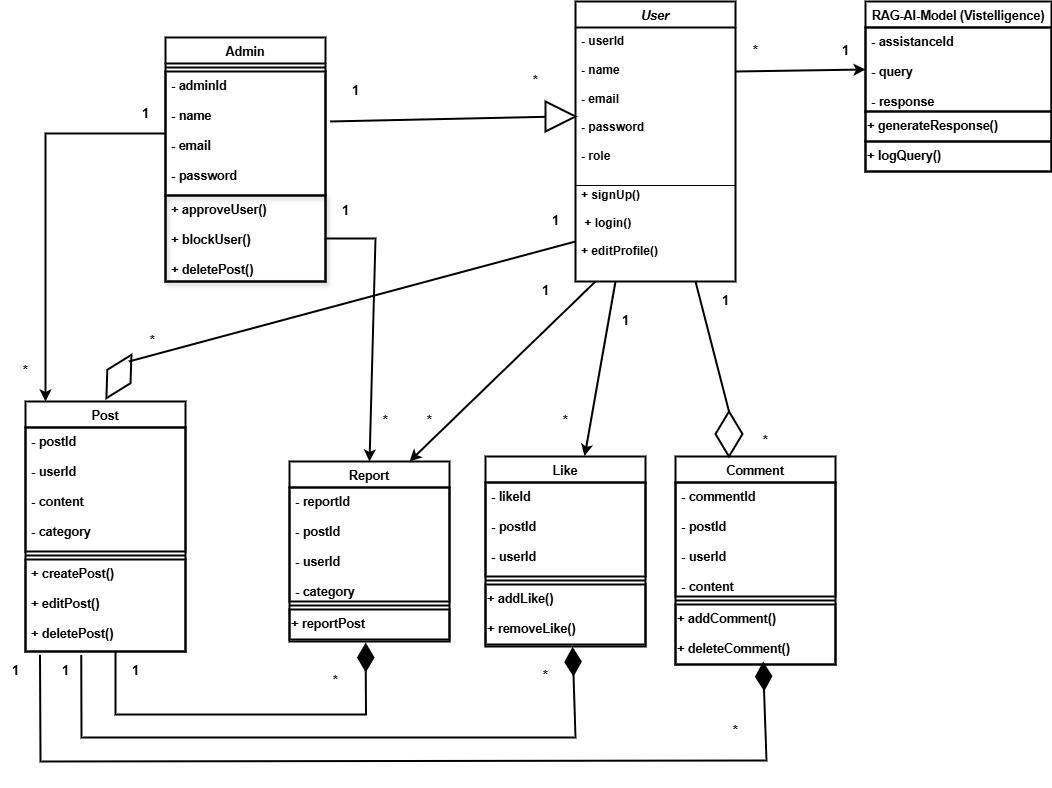 User
- userId
- name
- email
- password
- role
+ signUp()
+ login()
+ editProfile()
RAG-AI-Model (Vistelligence)
- assistanceId
- query
- response
+ generateResponse()
+ logQuery()
*
1
Admin
- adminId
- name
- email
- password
+ approveUser()
+ blockUser()
+ deletePost()
1
*
1
1
1
*
*
1
*
*
1
1
*
*
Post
- postId
- userId
- content
- category
+ createPost()
+ editPost()
+ deletePost()
Report
- reportId
- postId
- userId
- category
+ reportPost
Like
- likeId
- postId
- userId
+ addLike()
+ removeLike()
Comment
- commentId
- postId
- userId
- content
+ addComment()
+ deleteComment()
1
1
1
*
*
*